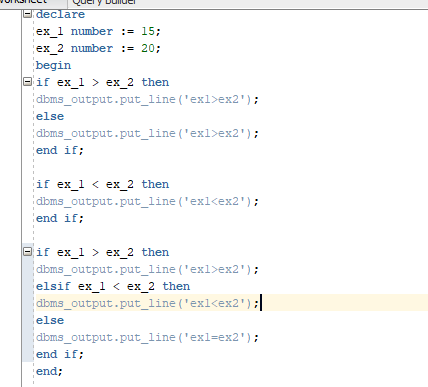 Query Builder
declare
ex_1 number := 15;
ex_2 number := 20;
begin
if ex_1 > ex_2 then
dbms_output.put_line('ex1>ex2');
else
dbms_output.put_line('ex1>ex2');
end if;
if ex_1 < ex_2 then
dbms_output.put_line('ex1<ex2');
end if;
if ex_1 > ex_2 then
dbms_output.put_line('ex1>ex2');
elsif ex_1 < ex_2 then
dbms_output.put_line('ex1<ex2');
else
dbms_output.put_line('ex1=ex2');
end if;
end;